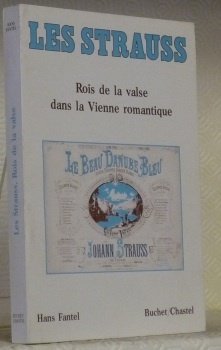 LES STRAUSS
Rois de la valse
dans la Vienne romantique
LE BEAU DANUBE BLEU
JOHANN STRAUSS
Hans Fantel
Buchet/Chastel
Les Strauss, Rois de la valse